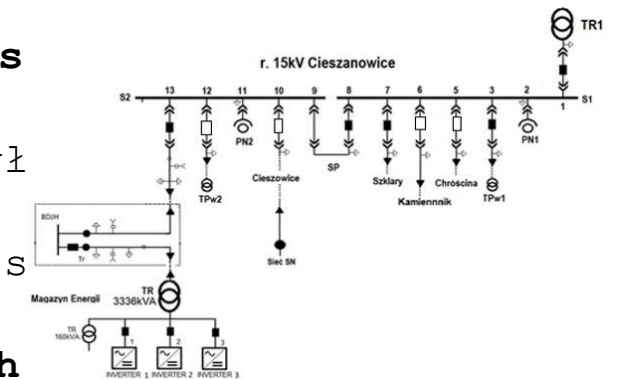 s
TR1
r. 15kV Cieszanowice
S2 13 12 11 10 9 8 7 6 5 3 2 1 S1
PN2 PN1
ł
Cieszowice SP Szklary Chróścina
TPw2 Kamiennnik TPw1
8DJH
Tr
Sieć SN
s
Magazyn Energii TR
3336kVA
TR
160kVA
1 2 3
h
INVERTER 1 INVERTER 2 INVERTER 3